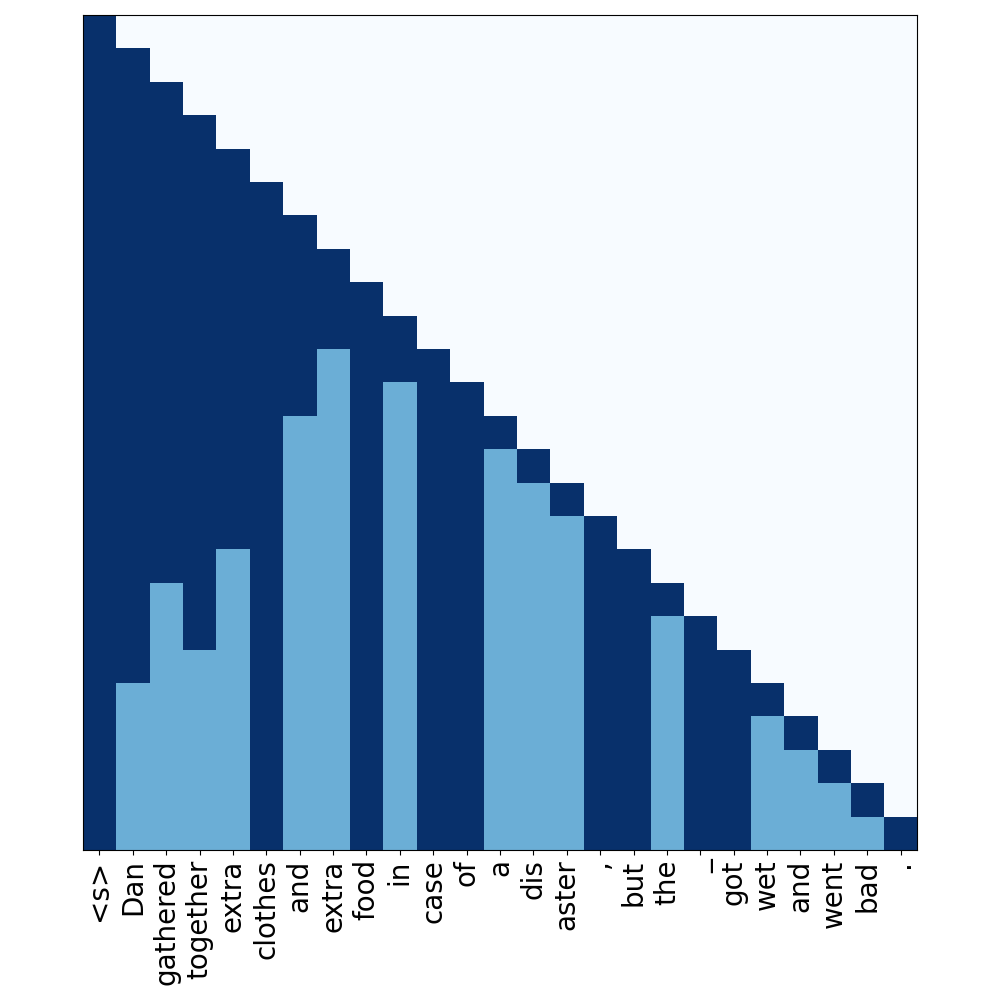 <s> Dan gathered together extra clothes and extra food in case of a dis aster , but the _ got wet and went bad .